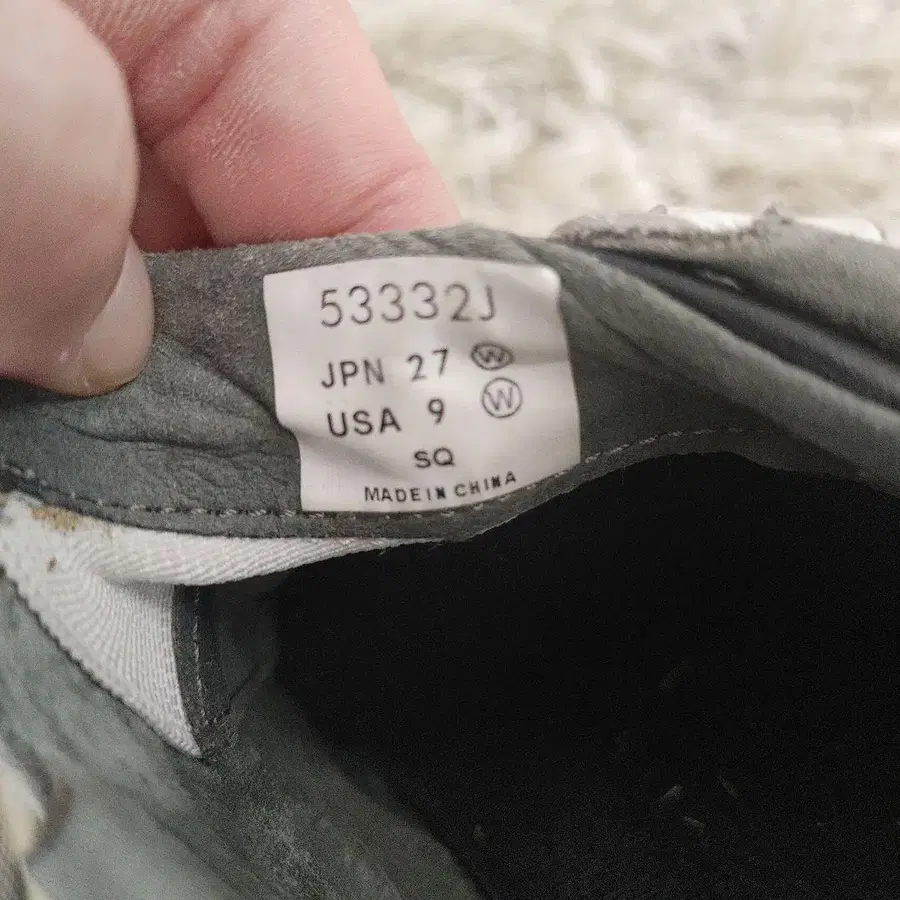 53332J
JPN 27 Ⓦ
USA 9 Ⓦ
SQ
MADE IN CHINA